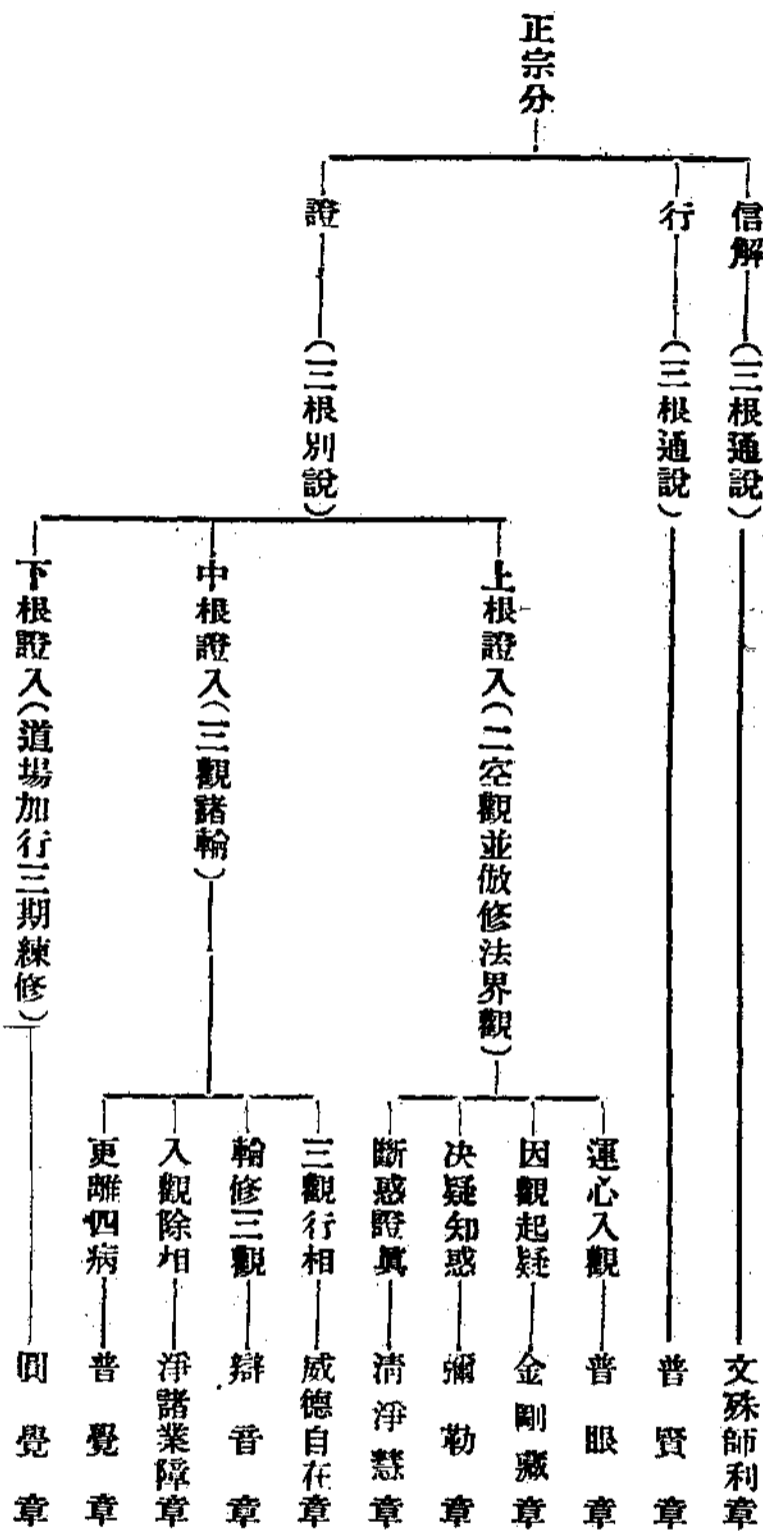 正宗分
信解(三根通說)文殊師利章
行(三根通說)普賢章
證(三根別說)
上根證入(二空觀並倣修法界觀)
運心入觀 普眼章
因觀起疑 金剛藏章
決疑知惑 彌勒章
斷惑證眞 清淨慧章
中根證入(三觀諸輪)
三觀行相 威德自在章
輪修三觀 辯音章
入觀除相 淨諸業障章
更離四病 普覺章
下根證入(道場加行三期練修)圓覺章